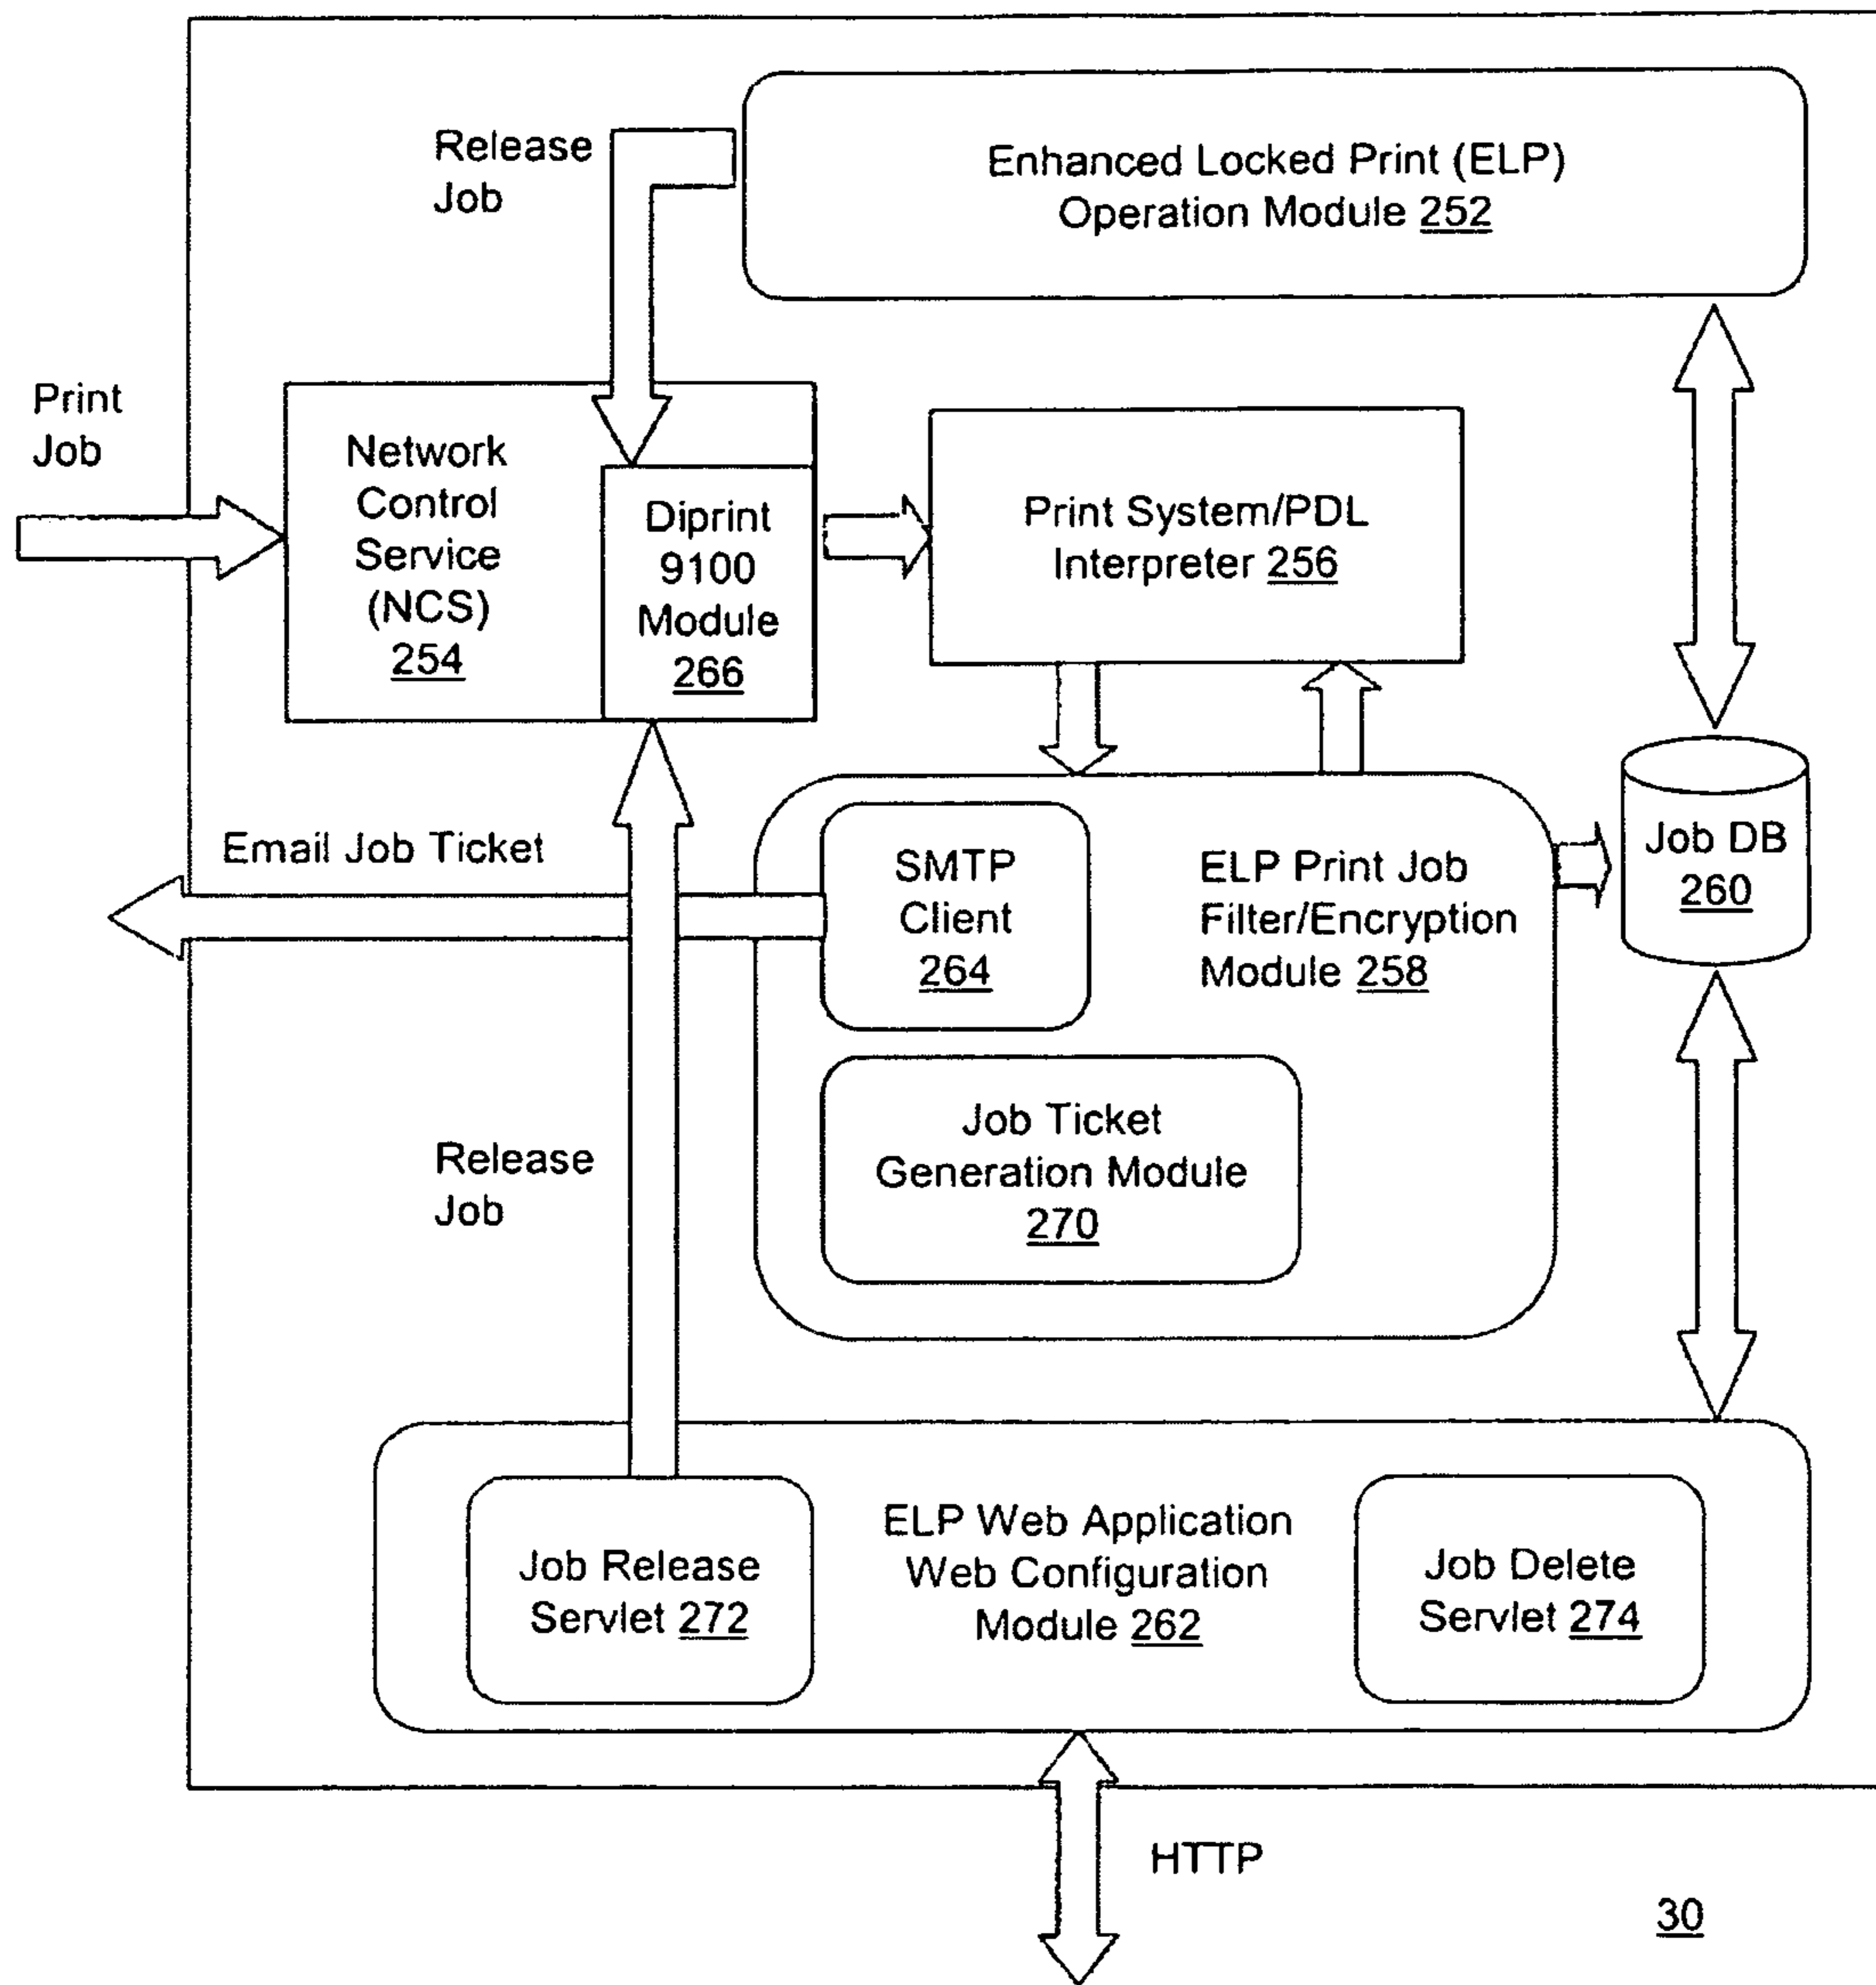 Enhanced Locked Print (ELP)
Operation Module 252
Release
Job
Print
Job
Network
Control
Service
(NCS)
254
Diprint
9100
Module
266
Print System/PDL
Interpreter 256
Email Job Ticket
SMTP
Client
264
ELP Print Job
Filter/Encryption
Module 258
Job DB
260
Job Ticket
Generation Module
270
Release
Job
Job Release
Servlet 272
ELP Web Application
Web Configuration
Module 262
Job Delete
Servlet 274
HTTP
30